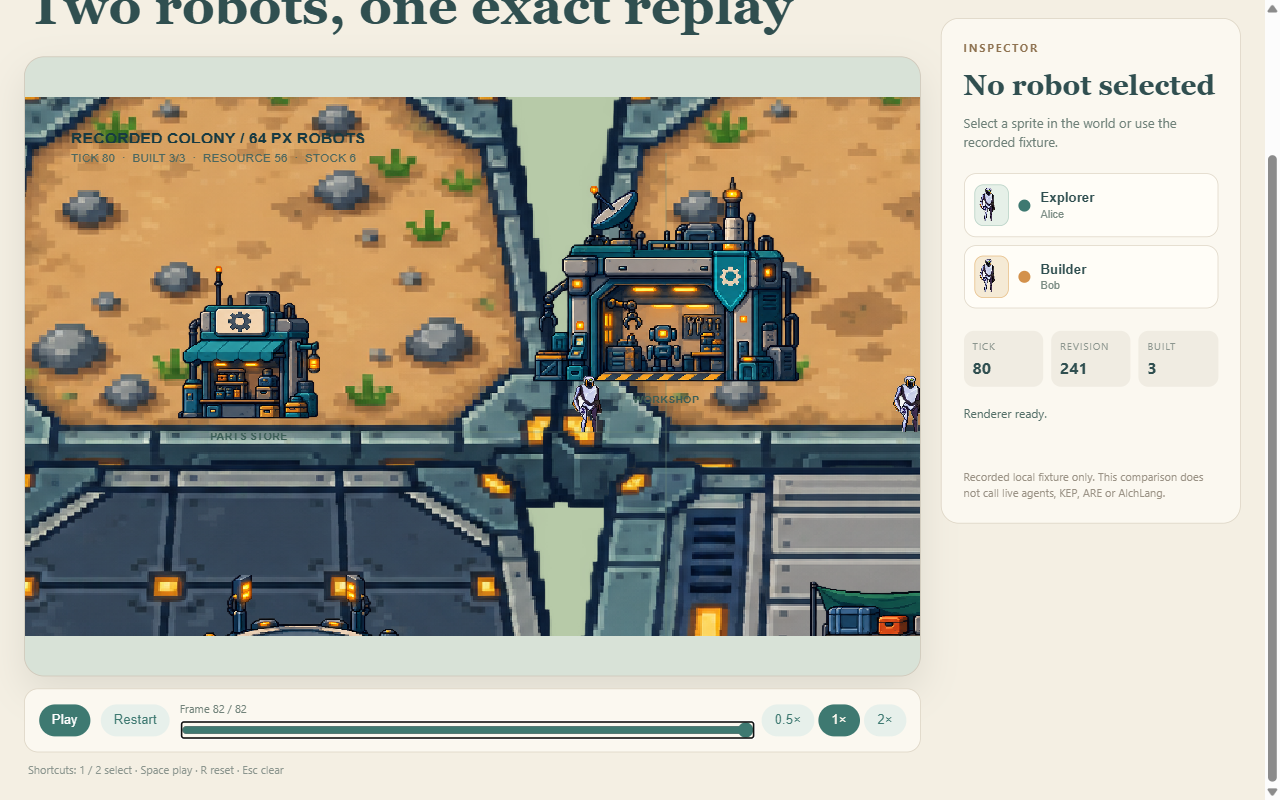 Two robots, one exact replay
RECORDED COLONY / 64 PX ROBOTS
TICK 80 · BUILT 3/3 · RESOURCE 56 · STOCK 6
WORKSHOP
PARTS STORE
Play
Restart
Frame 82 / 82
0.5×
1×
2×
Shortcuts: 1 / 2 select · Space play · R reset · Esc clear
INSPECTOR
No robot selected
Select a sprite in the world or use the
recorded fixture.
Explorer
Alice
Builder
Bob
TICK
80
REVISION
241
BUILT
3
Renderer ready.
Recorded local fixture only. This comparison does
not call live agents, KEP, ARE or AichLang.